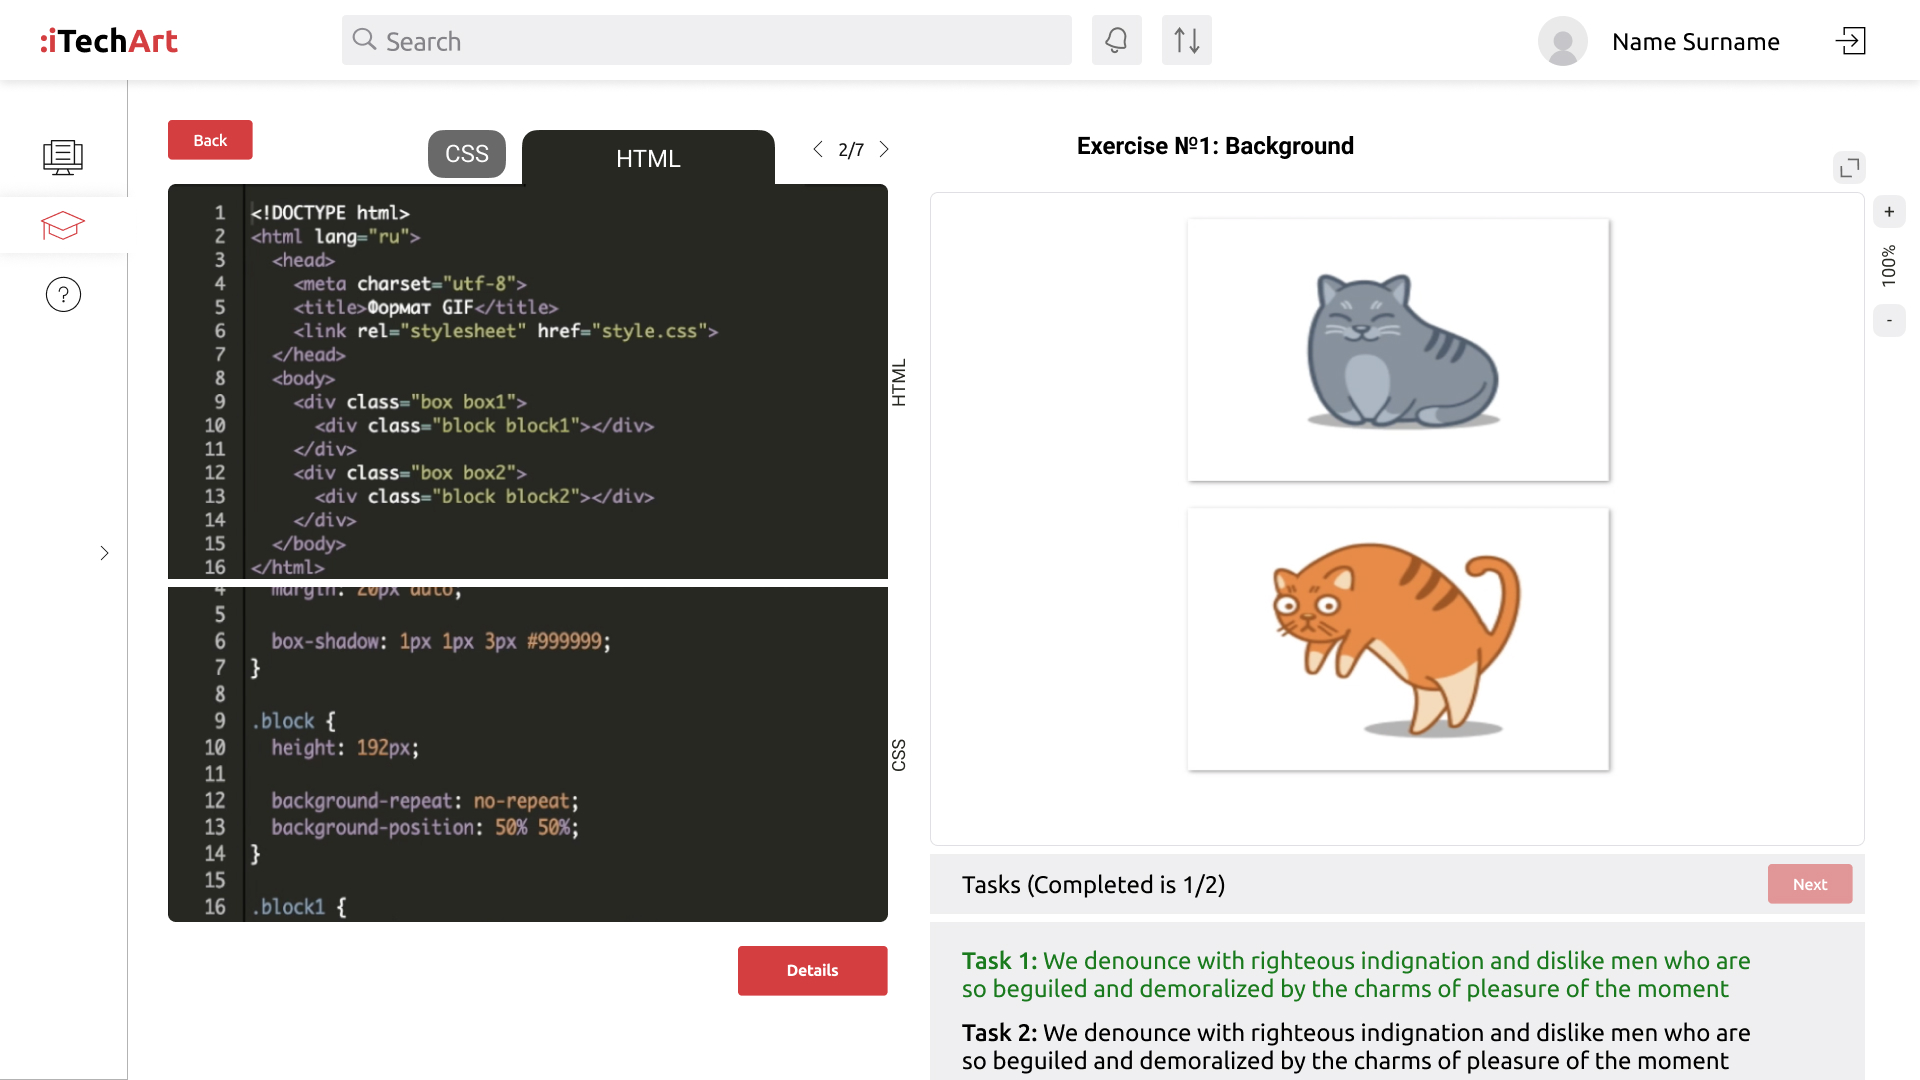 :iTechArt
Search
Name Surname
Back
CSS
HTML
2/7
Exercise №1: Background
1 <!DOCTYPE html>
2 <html lang="ru">
3 <head>
4 <meta charset="utf-8">
5 <title>Формат GIF</title>
6 <link rel="stylesheet" href="style.css">
7 </head>
8 <body>
9 <div class="box box1">
10 <div class="block block1"></div>
11 </div>
12 <div class="box box2">
13 <div class="block block2"></div>
14 </div>
15 </body>
16 </html>
HTML
4 margin: 20px auto;
5
6 box-shadow: 1px 1px 3px #999999;
7 }
8
9 .block {
10 height: 192px;
11
12 background-repeat: no-repeat;
13 background-position: 50% 50%;
14 }
15
16 .block1 {
CSS
Details
+
100%
-
Tasks (Completed is 1/2)
Next
Task 1: We denounce with righteous indignation and dislike men who are
so beguiled and demoralized by the charms of pleasure of the moment
Task 2: We denounce with righteous indignation and dislike men who are
so beguiled and demoralized by the charms of pleasure of the moment